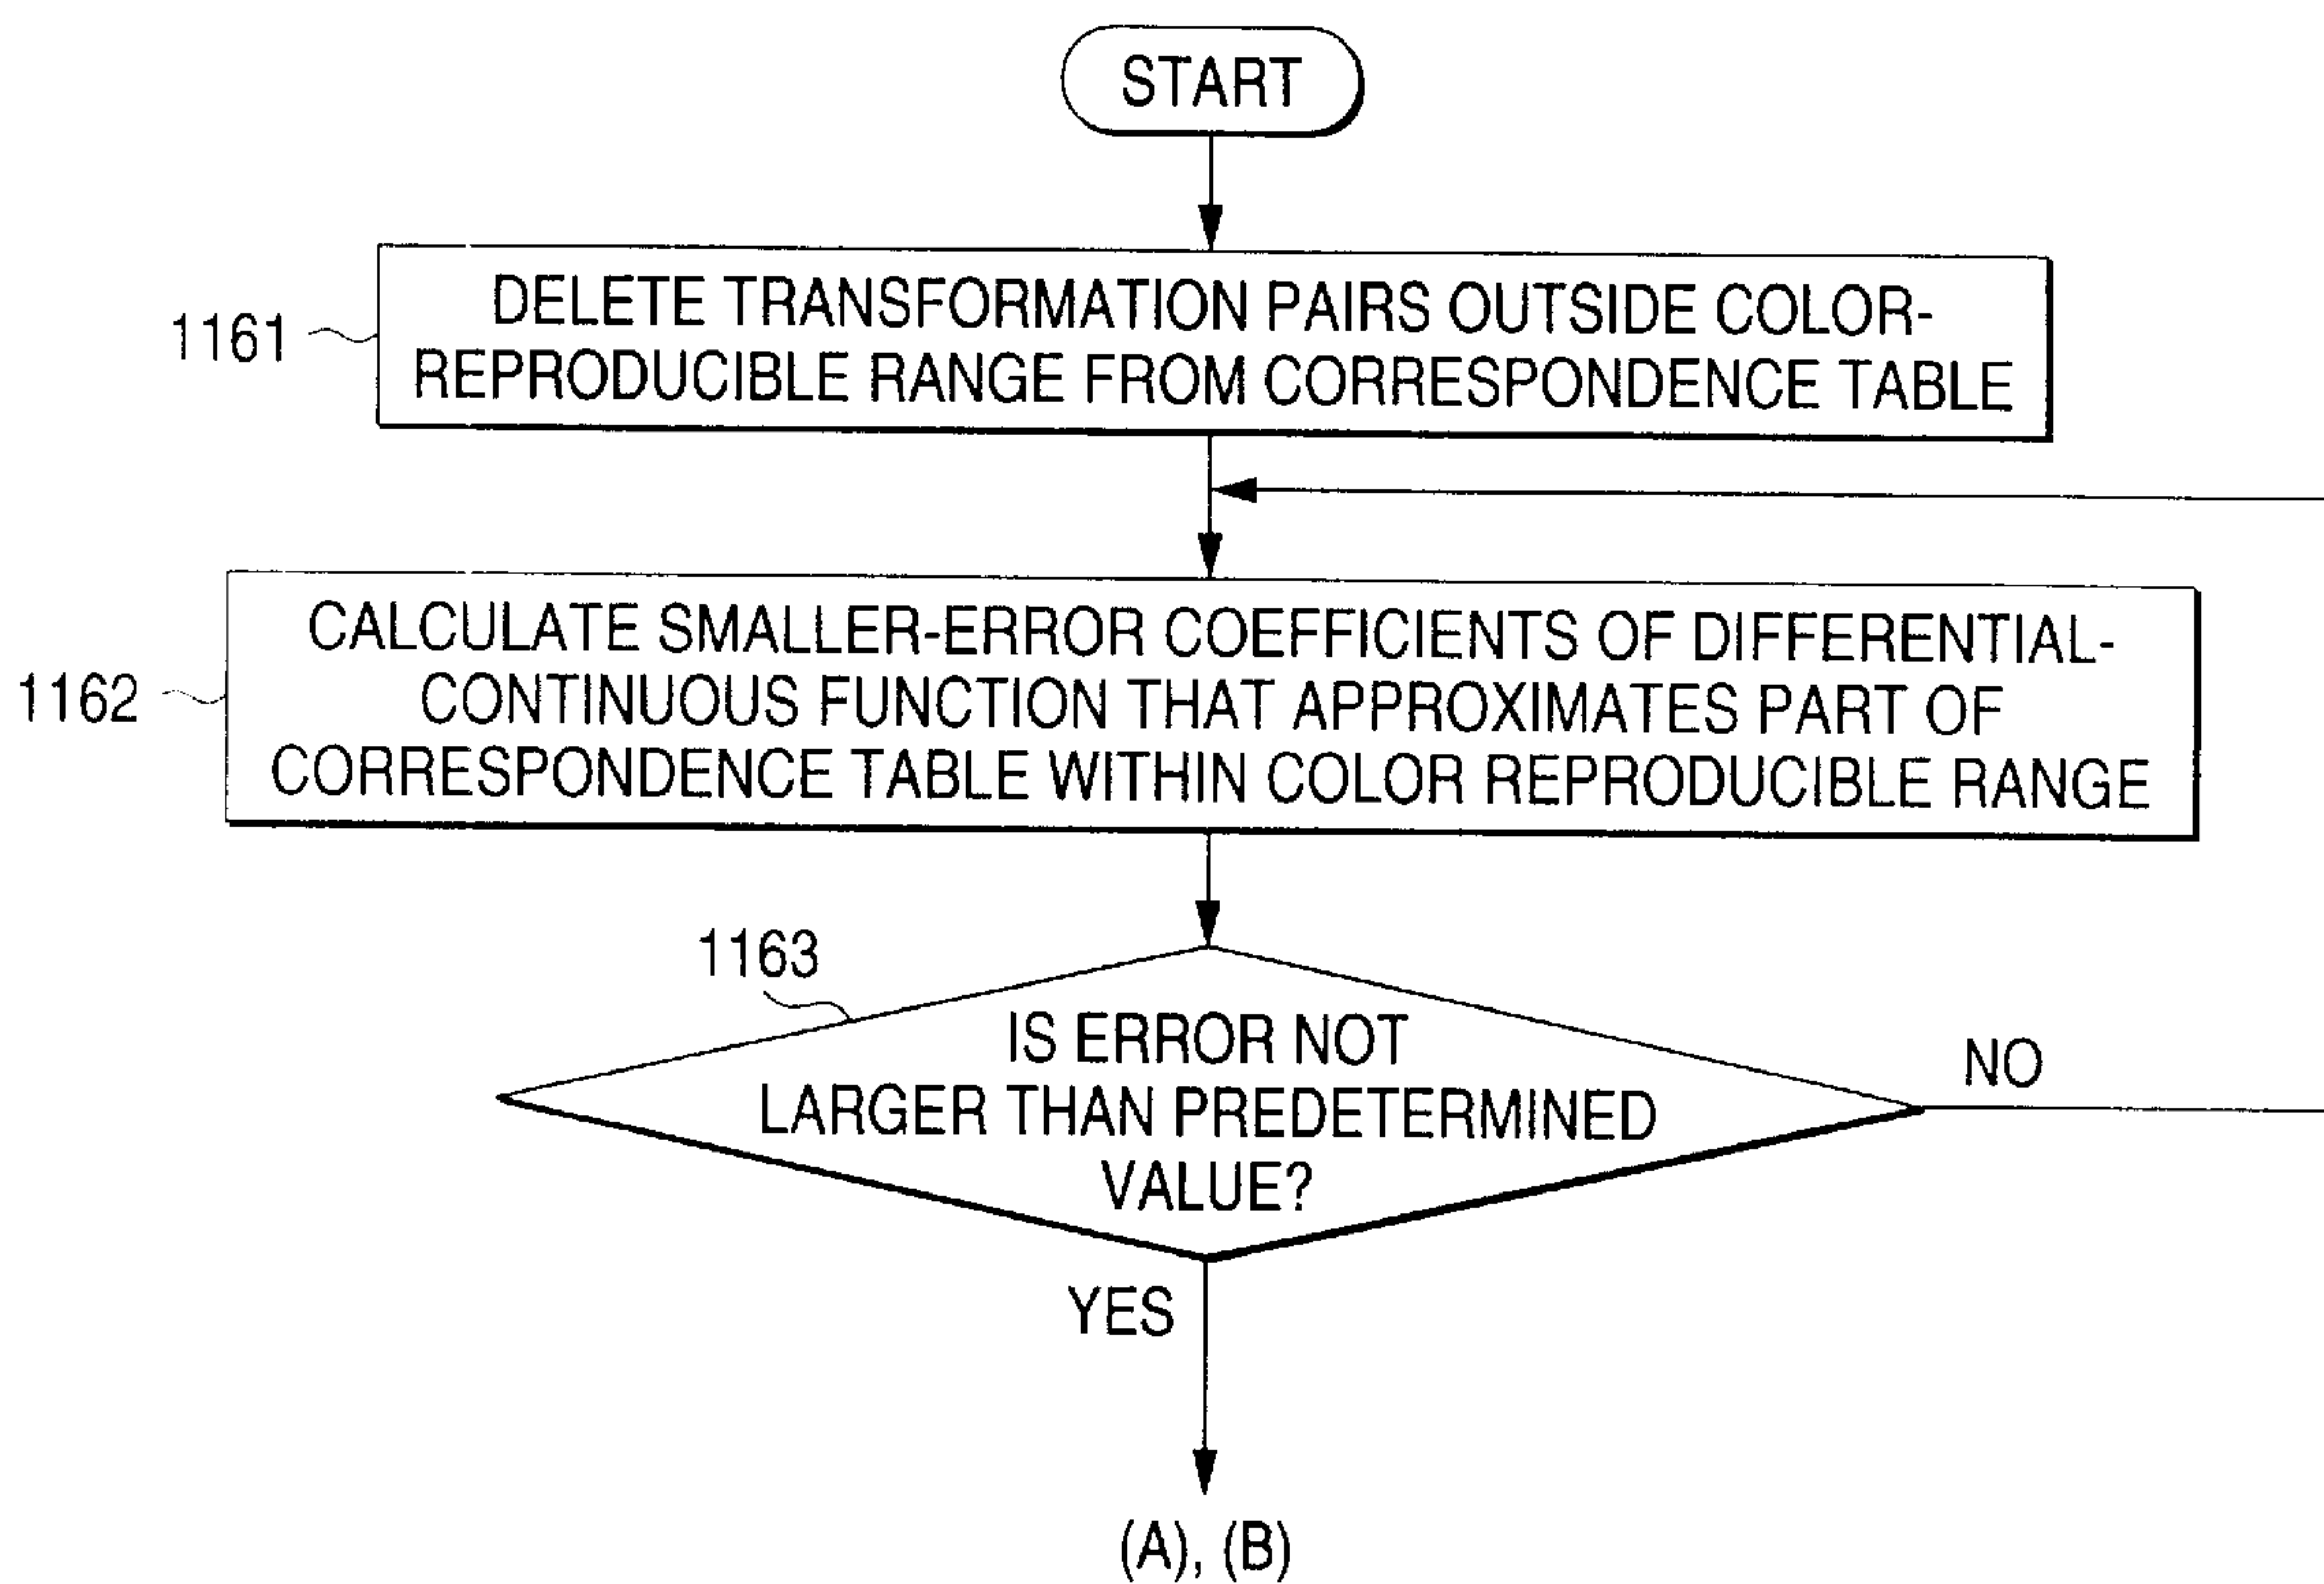 START
1161
DELETE TRANSFORMATION PAIRS OUTSIDE COLOR-
REPRODUCIBLE RANGE FROM CORRESPONDENCE TABLE
1162
CALCULATE SMALLER-ERROR COEFFICIENTS OF DIFFERENTIAL-
CONTINUOUS FUNCTION THAT APPROXIMATES PART OF
CORRESPONDENCE TABLE WITHIN COLOR REPRODUCIBLE RANGE
1163
IS ERROR NOT
LARGER THAN PREDETERMINED
VALUE?
NO
YES
(A), (B)